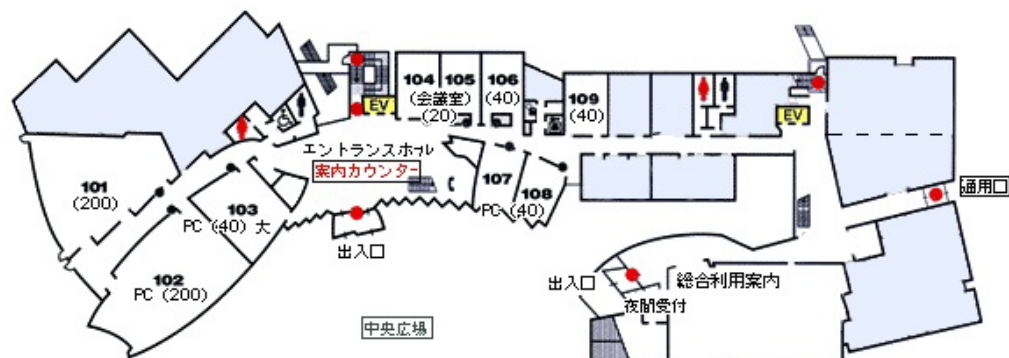 104
105
106
(会議室)
(20)
(40)
109
(40)
EV
EV
エントランスホール
案内カウンター
101
(200)
103
PC (40) 大
102
PC (200)
107
108
PC (40)
出入口
通用口
出入口
夜間受付
総合利用案内
中央広場